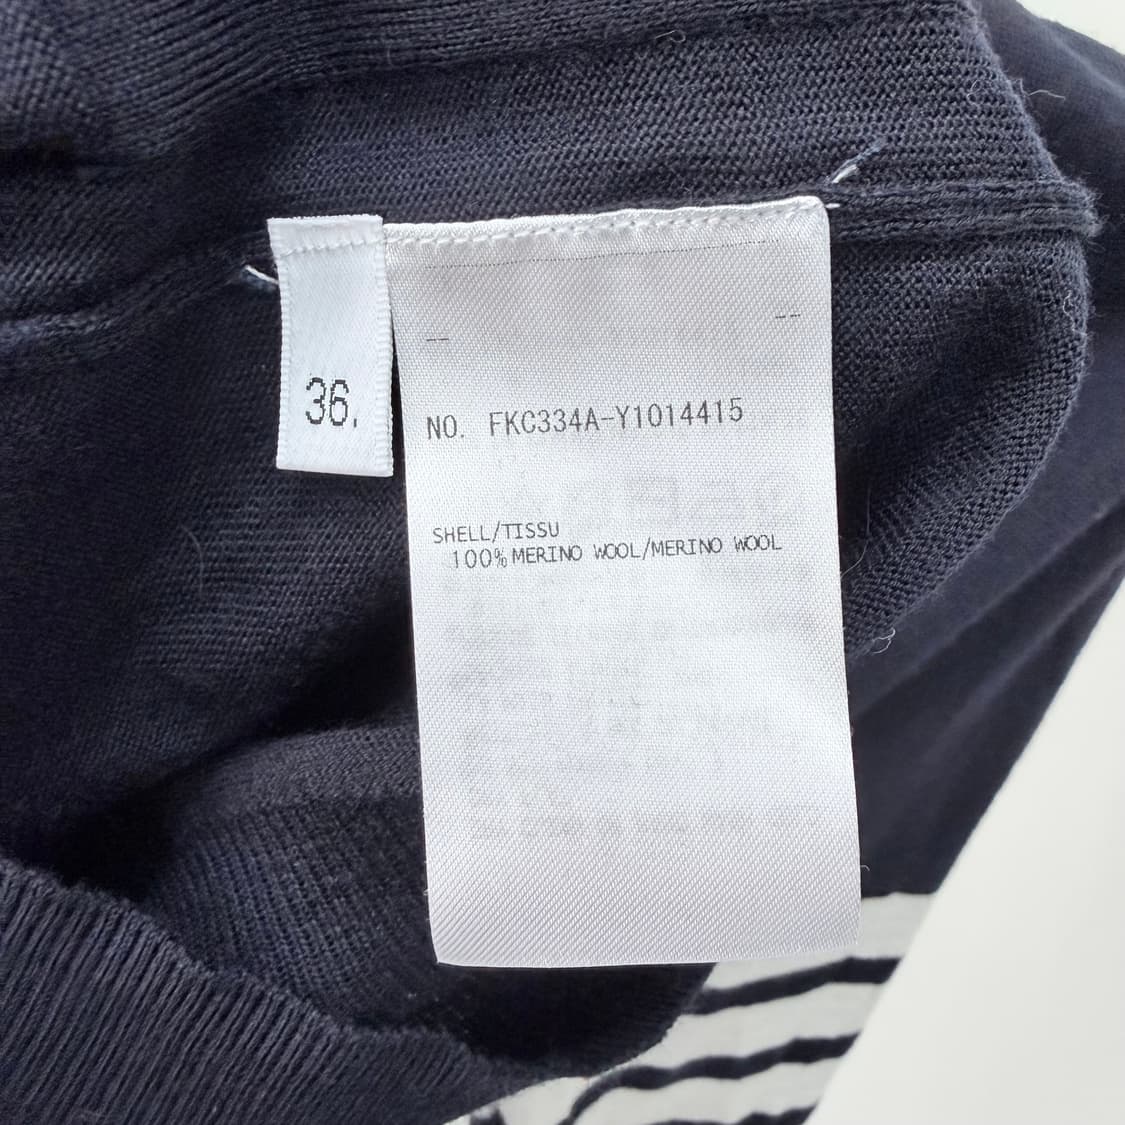 36.
--
--
NO. FKC334A-Y1014415
SHELL/TISSU
100% MERINO WOOL/MERINO WOOL